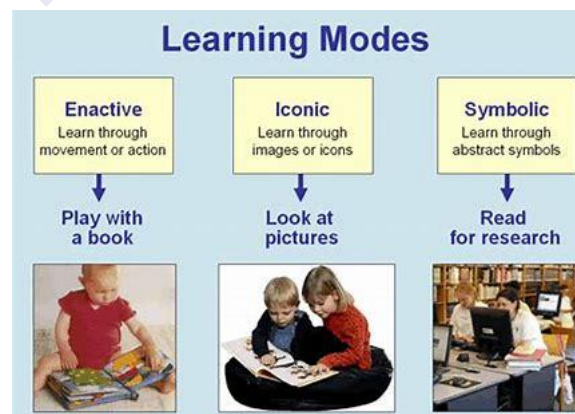 Learning Modes
Enactive
Learn through
movement or action
Iconic
Learn through
images or icons
Symbolic
Learn through
abstract symbols
Play with
a book
Look at
pictures
Read
for research